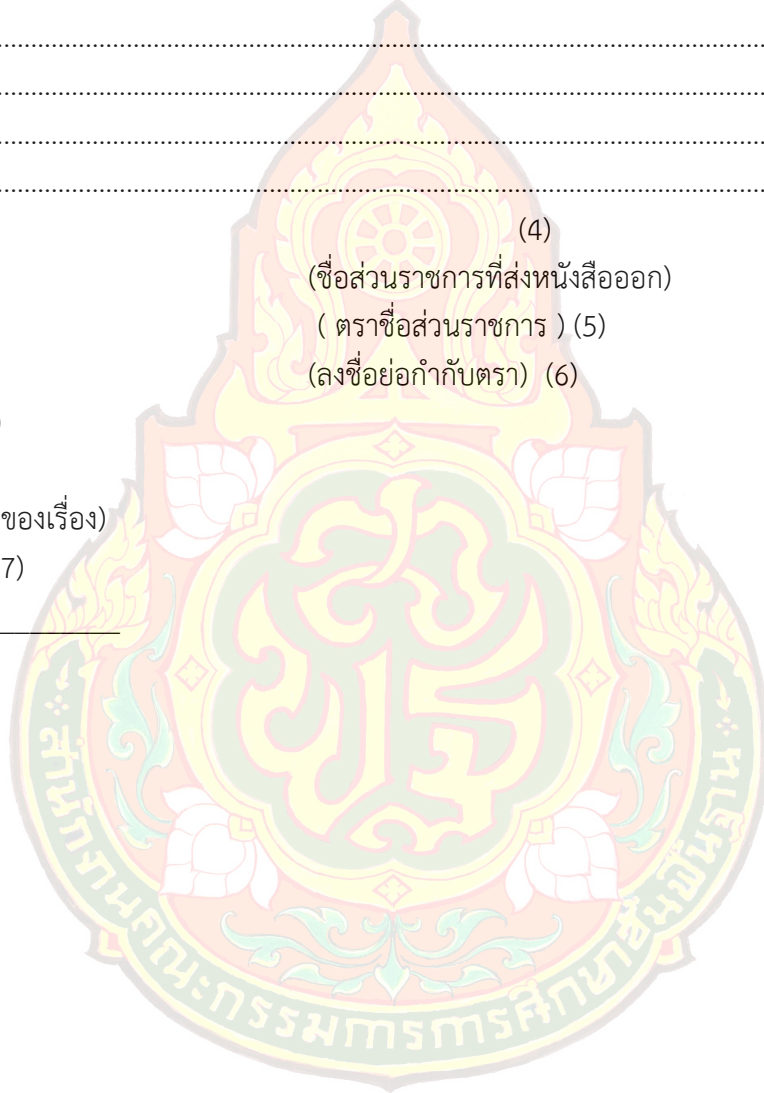 ................................................................................
................................................................................
................................................................................
................................................................................
(4)
(ชื่อส่วนราชการที่ส่งหนังสือออก)
( ตราชื่อส่วนราชการ ) (5)
(ลงชื่อย่อกำกับตรา) (6)
)
ของเรื่อง)
7)
สพฐ
สำนักงานคณะกรรมการการศึกษาขั้นพื้นฐาน